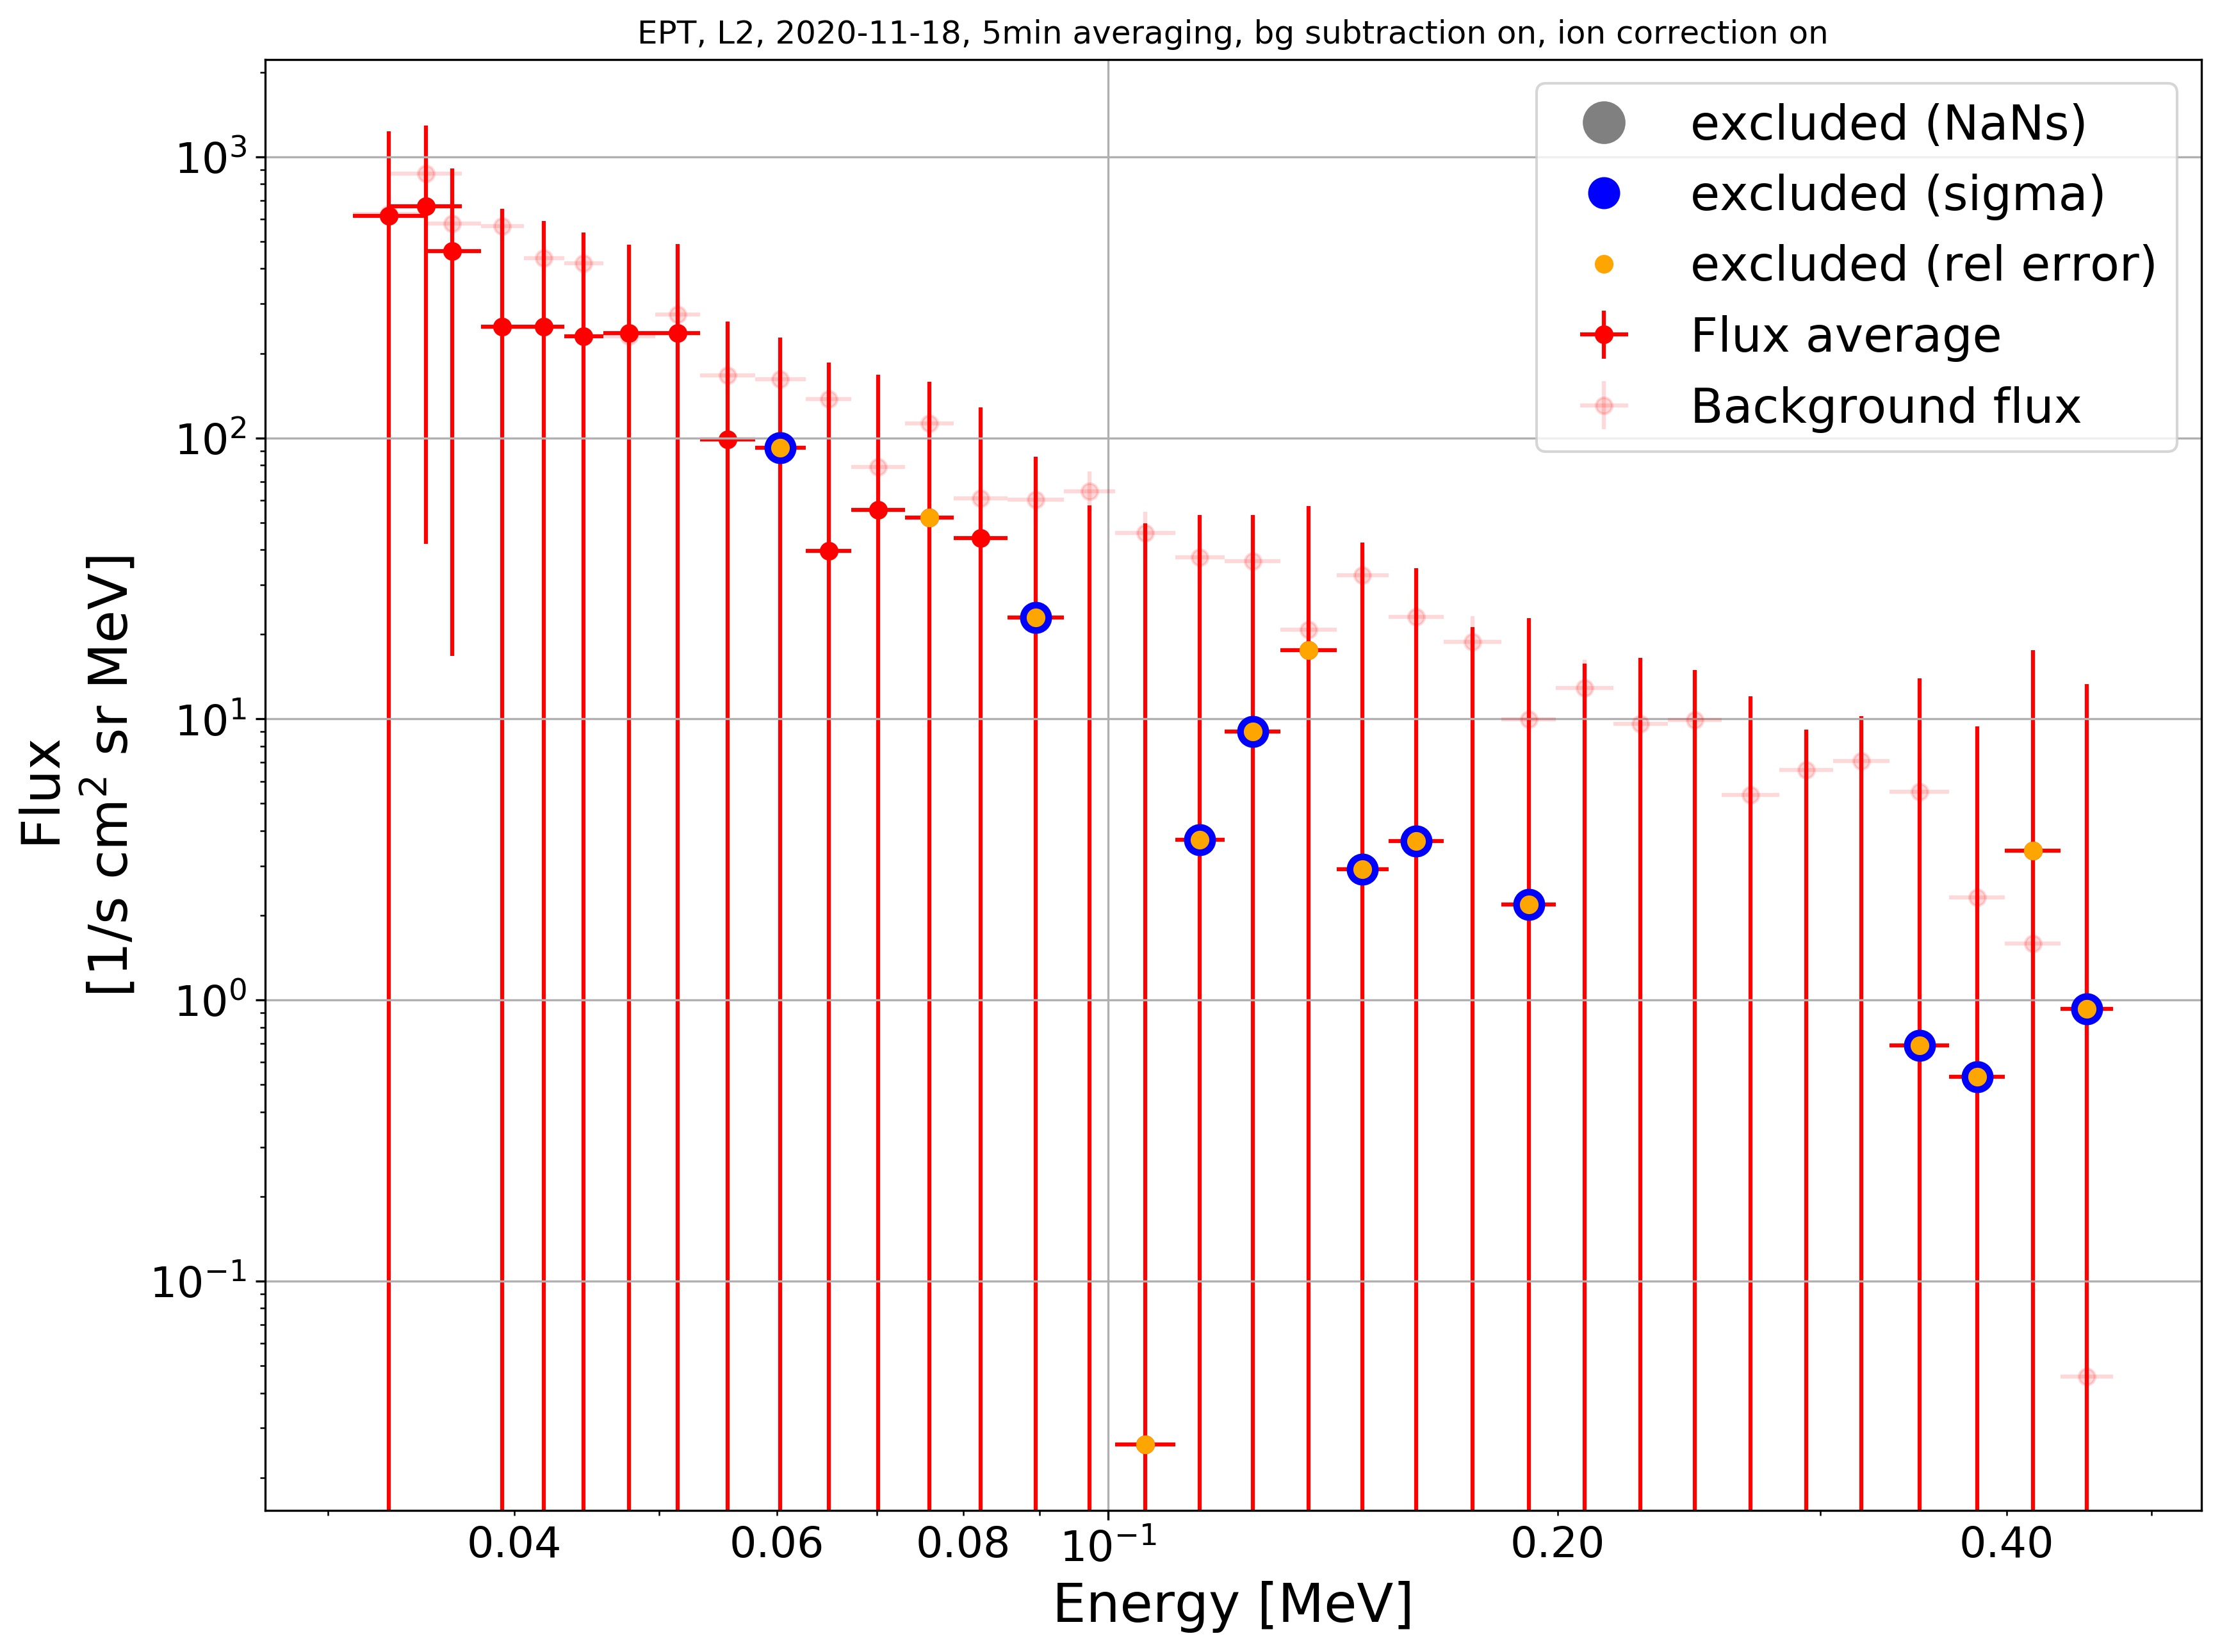 EPT, L2, 2020-11-18, 5min averaging, bg subtraction on, ion correction on
excluded (NaNs)
excluded (sigma)
excluded (rel error)
Flux average
Background flux
10³
10²
10¹
10⁰
10⁻¹
Flux
[1/s cm² sr MeV]
0.04 0.06 0.08 10⁻¹ 0.20 0.40
Energy [MeV]